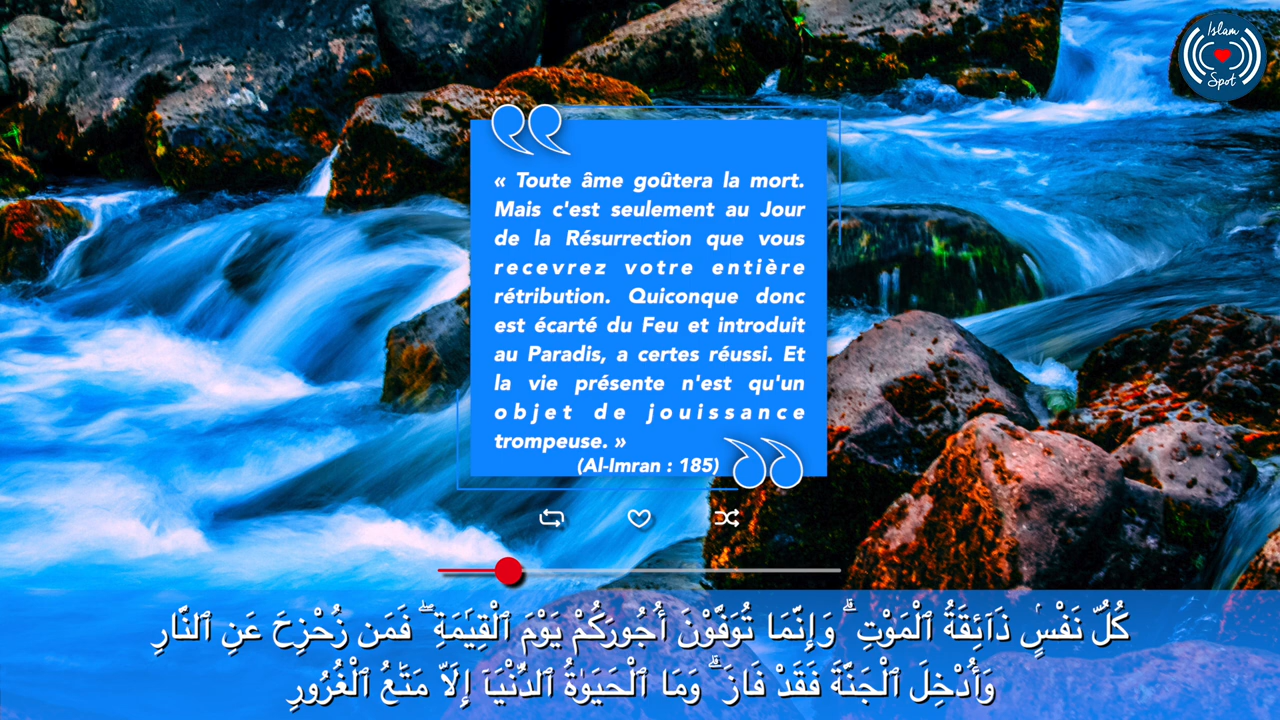 Islam
Spot
« Toute âme goûtera la mort.
Mais c'est seulement au Jour
de la Résurrection que vous
recevrez votre entière
rétribution. Quiconque donc
est écarté du Feu et introduit
au Paradis, a certes réussi. Et
la vie présente n'est qu'un
objet de jouissance
trompeuse. »
(Al-Imran : 185)
كُلُّ نَفْسٍۢ ذَآئِقَةُ ٱلْمَوْتِ ۗ وَإِنَّمَا تُوَفَّوْنَ أُجُورَكُمْ يَوْمَ ٱلْقِيَـٰمَةِ ۖ فَمَن زُحْزِحَ عَنِ ٱلنَّارِ
وَأُدْخِلَ ٱلْجَنَّةَ فَقَدْ فَازَ ۗ وَمَا ٱلْحَيَوٰةُ ٱلدُّنْيَآ إِلَّا مَتَـٰعُ ٱلْغُرُورِ